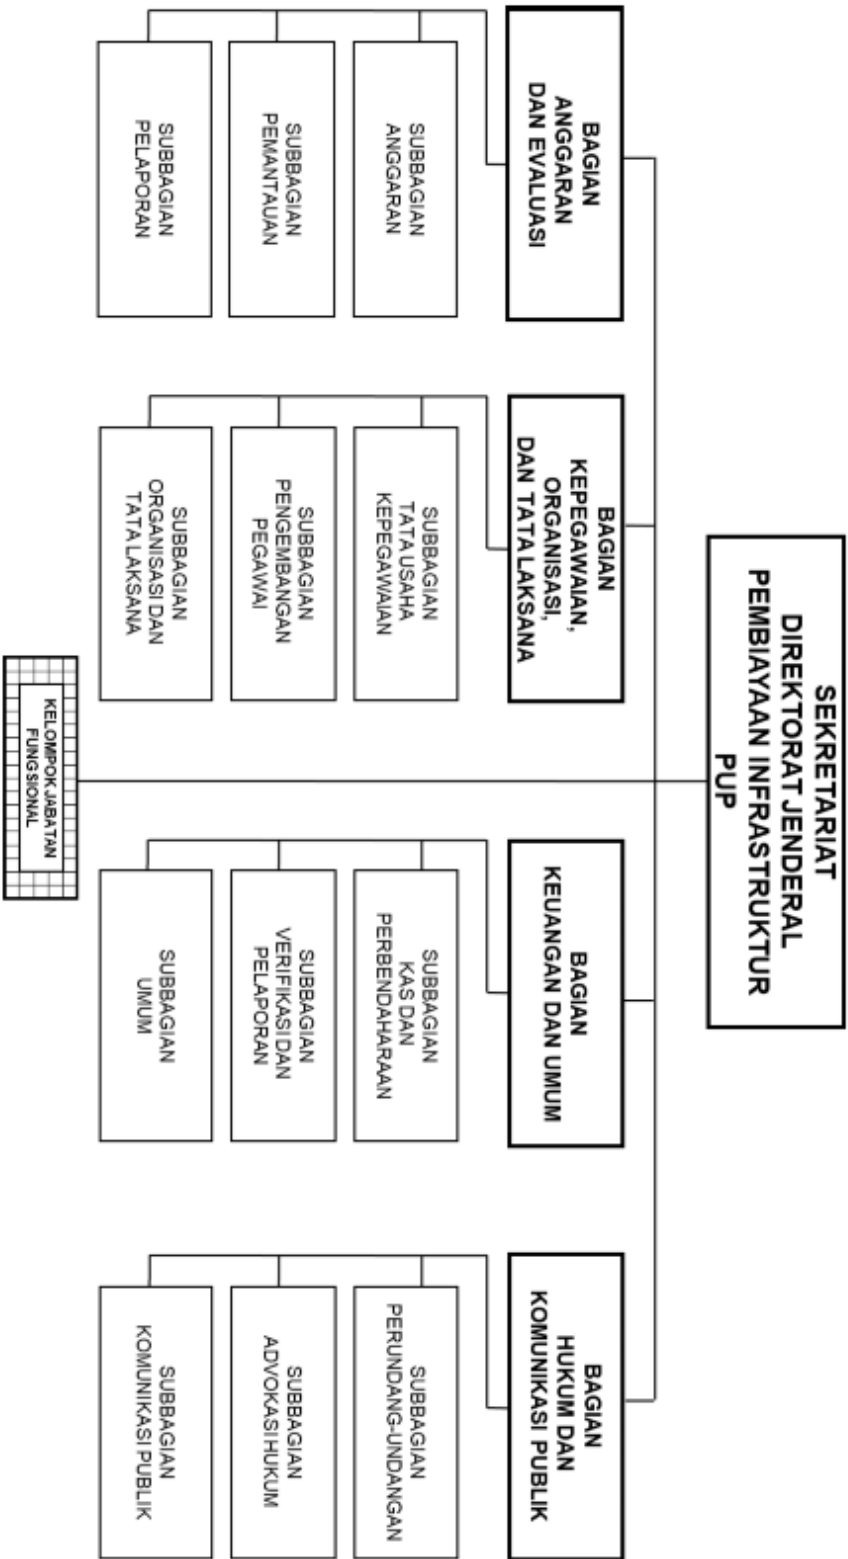 SEKRETARIAT
DIREKTORAT JENDERAL
PEMBIAYAAN INFRASTRUKTUR
PUP
BAGIAN
ANGGARAN
DAN EVALUASI
SUBBAGIAN
ANGGARAN
SUBBAGIAN
PEMANTAUAN
SUBBAGIAN
PELAPORAN
BAGIAN
KEPEGAWAIAN,
ORGANISASI,
DAN TATA LAKSANA
SUBBAGIAN
TATA USAHA
KEPEGAWAIAN
SUBBAGIAN
PENGEMBANGAN
PEGAWAI
SUBBAGIAN
ORGANISASI DAN
TATA LAKSANA
BAGIAN
KEUANGAN DAN UMUM
SUBBAGIAN
KAS DAN
PERBENDAHARAAN
SUBBAGIAN
VERIFIKASI DAN
PELAPORAN
SUBBAGIAN
UMUM
BAGIAN
HUKUM DAN
KOMUNIKASI PUBLIK
SUBBAGIAN
PERUNDANG-UNDANGAN
SUBBAGIAN
ADVOKASI HUKUM
SUBBAGIAN
KOMUNIKASI PUBLIK
KELOMPOK JABATAN
FUNGSIONAL